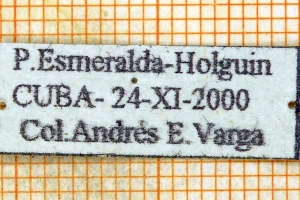 P.Esmeralda-Holguin
CUBA- 24-XI-2000
Col.Andrés E. Varga